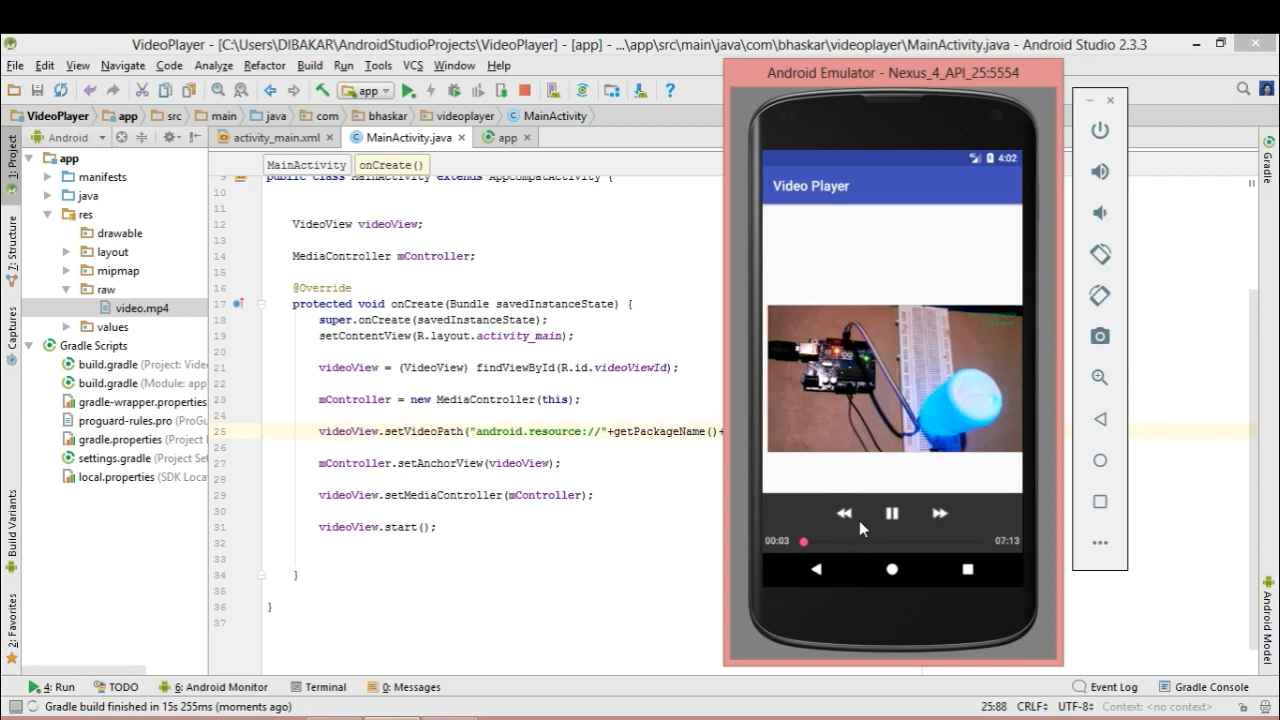 VideoPlayer - [C:\Users\DIBAKAR\AndroidStudioProjects\VideoPlayer] - [app] - ...\app\src\main\java\com\bhaskar\videoplayer\MainActivity.java - Android Studio 2.3.3
File Edit View Navigate Code Analyze Refactor Build Run Tools VCS Window Help
app
VideoPlayer app src main java com bhaskar videoplayer MainActivity
Android
activity_main.xml MainActivity.java app
MainActivity onCreate()
1: Project
7: Structure
Captures
Build Variants
2: Favorites
app
manifests
java
res
drawable
layout
mipmap
raw
video.mp4
values
Gradle Scripts
build.gradle (Project: Vide
build.gradle (Module: app
gradle-wrapper.properties
proguard-rules.pro (ProGu
gradle.properties (Project
settings.gradle (Project Set
local.properties (SDK Locat
9 public class MainActivity extends AppCompatActivity {
10
11
12 VideoView videoView;
13
14 MediaController mController;
15
16 @Override
17 protected void onCreate(Bundle savedInstanceState) {
18 super.onCreate(savedInstanceState);
19 setContentView(R.layout.activity_main);
20
21 videoView = (VideoView) findViewById(R.id.videoViewId);
22
23 mController = new MediaController(this);
24
25 videoView.setVideoPath("android.resource://"+getPackageName()+
26
27 mController.setAnchorView(videoView);
28
29 videoView.setMediaController(mController);
30
31 videoView.start();
32
33
34 }
35
36 }
37
Android Emulator - Nexus_4_API_25:5554
4:02
Video Player
00:03 07:13
Gradle
Android Model
4: Run TODO 6: Android Monitor Terminal 0: Messages Event Log Gradle Console
Gradle build finished in 15s 255ms (moments ago) 25:88 CRLF UTF-8 Context: <no context>